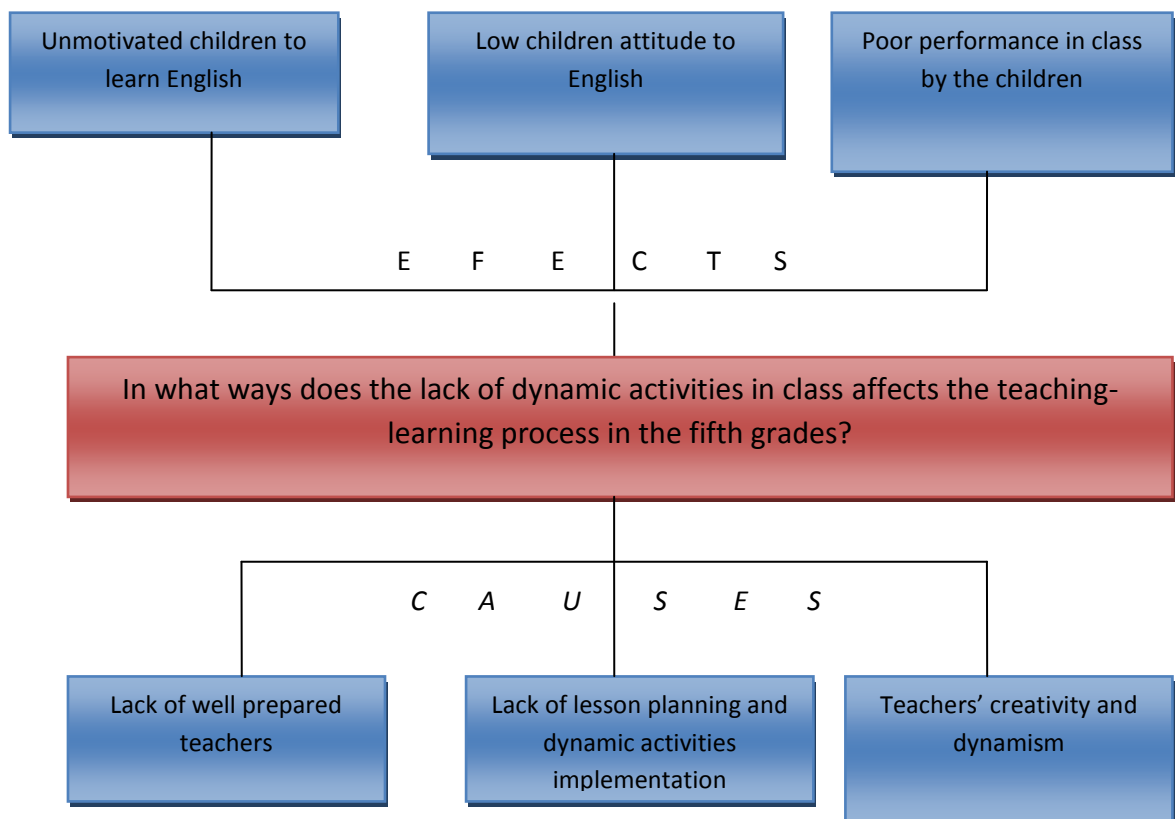 Unmotivated children to
learn English
Low children attitude to
English
Poor performance in class
by the children
E F E C T S
In what ways does the lack of dynamic activities in class affects the teaching-
learning process in the fifth grades?
C A U S E S
Lack of well prepared
teachers
Lack of lesson planning and
dynamic activities
implementation
Teachers’ creativity and
dynamism